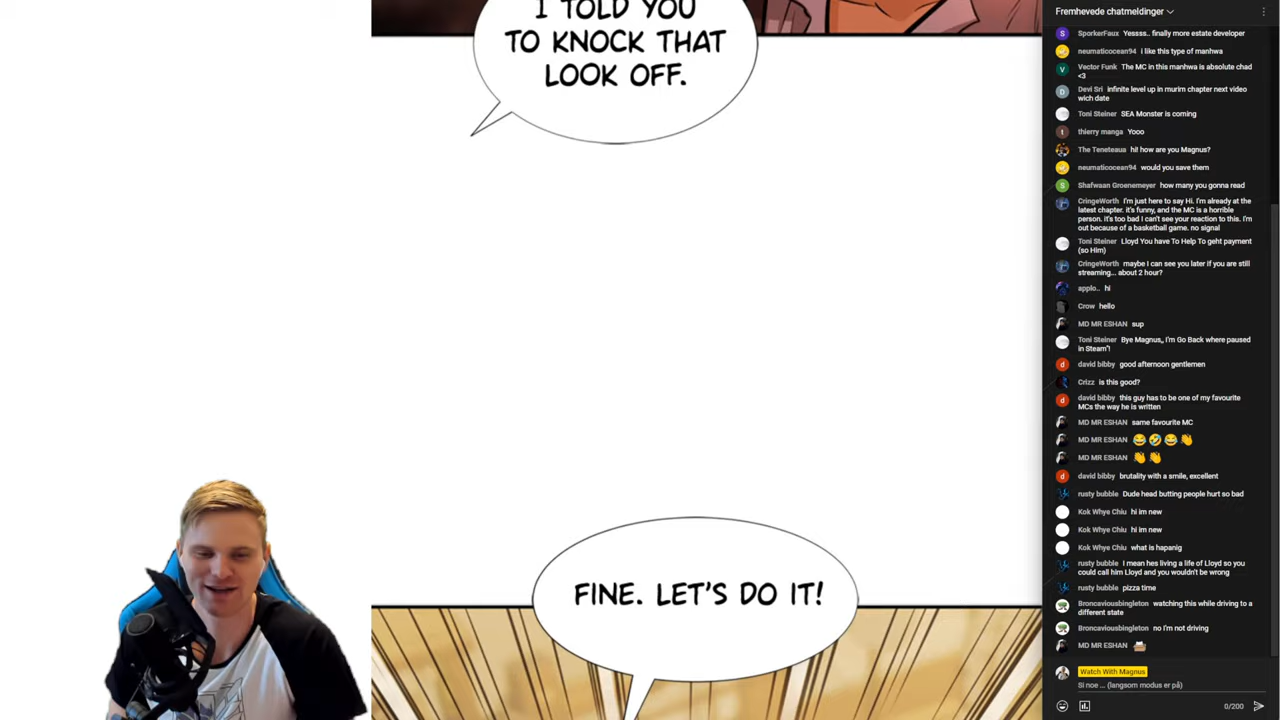 I TOLD YOU
TO KNOCK THAT
LOOK OFF.
FINE. LET'S DO IT!
Fremhevede chatmeldinger
SporkerFaux Yessss.. finally more estate developer
neumaticocean94 i like this type of manhwa
Vector Funk The MC in this manhwa is absolute chad
<3
Devi Sri infinite level up in murim chapter next video
wich date
Toni Steiner SEA Monster is coming
thierry manga Yooo
The Teneteaua hi! how are you Magnus?
neumaticocean94 would you save them
Shafwaan Groenemeyer how many you gonna read
CringeWorth I'm just here to say Hi. I'm already at the
latest chapter. it's funny, and the MC is a horrible
person. it's too bad I can't see your reaction to this. I'm
out because of a basketball game. no signal
Toni Steiner Lloyd You have To Help To geht payment
(so Him)
CringeWorth maybe I can see you later if you are still
streaming... about 2 hour?
applo.. hi
Crow hello
MD MR ESHAN sup
Toni Steiner Bye Magnus,, I'm Go Back where paused
in Steam"!
david bibby good afternoon gentlemen
Crizz is this good?
david bibby this guy has to be one of my favourite
MCs the way he is written
MD MR ESHAN same favourite MC
MD MR ESHAN 😂🤣😂👏
MD MR ESHAN 👏👏
david bibby brutality with a smile, excellent
rusty bubble Dude head butting people hurt so bad
Kok Whye Chiu hi im new
Kok Whye Chiu hi im new
Kok Whye Chiu what is hapanig
rusty bubble I mean hes living a life of Lloyd so you
could call him Lloyd and you wouldn't be wrong
rusty bubble pizza time
Broncaviousbingleton watching this while driving to a
different state
Broncaviousbingleton no I'm not driving
MD MR ESHAN
Watch With Magnus
Si noe ... (langsom modus er på)
0/200